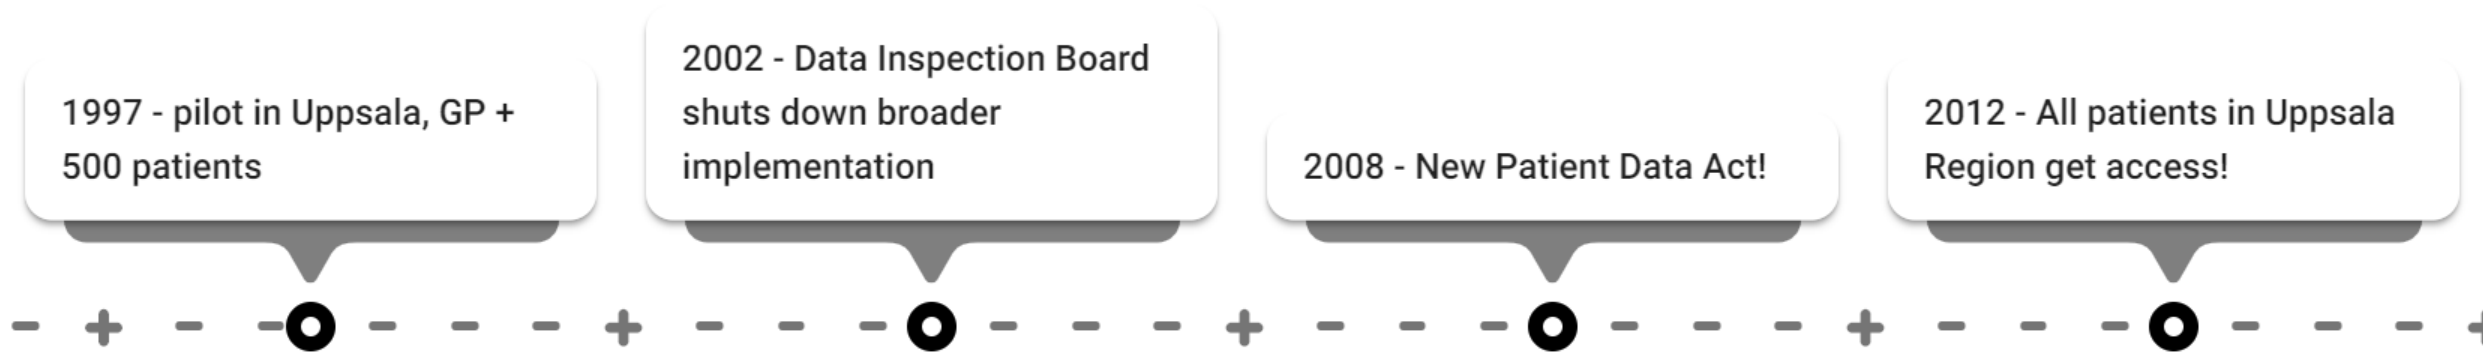 1997 - pilot in Uppsala, GP +
500 patients
2002 - Data Inspection Board
shuts down broader
implementation
2008 - New Patient Data Act!
2012 - All patients in Uppsala
Region get access!